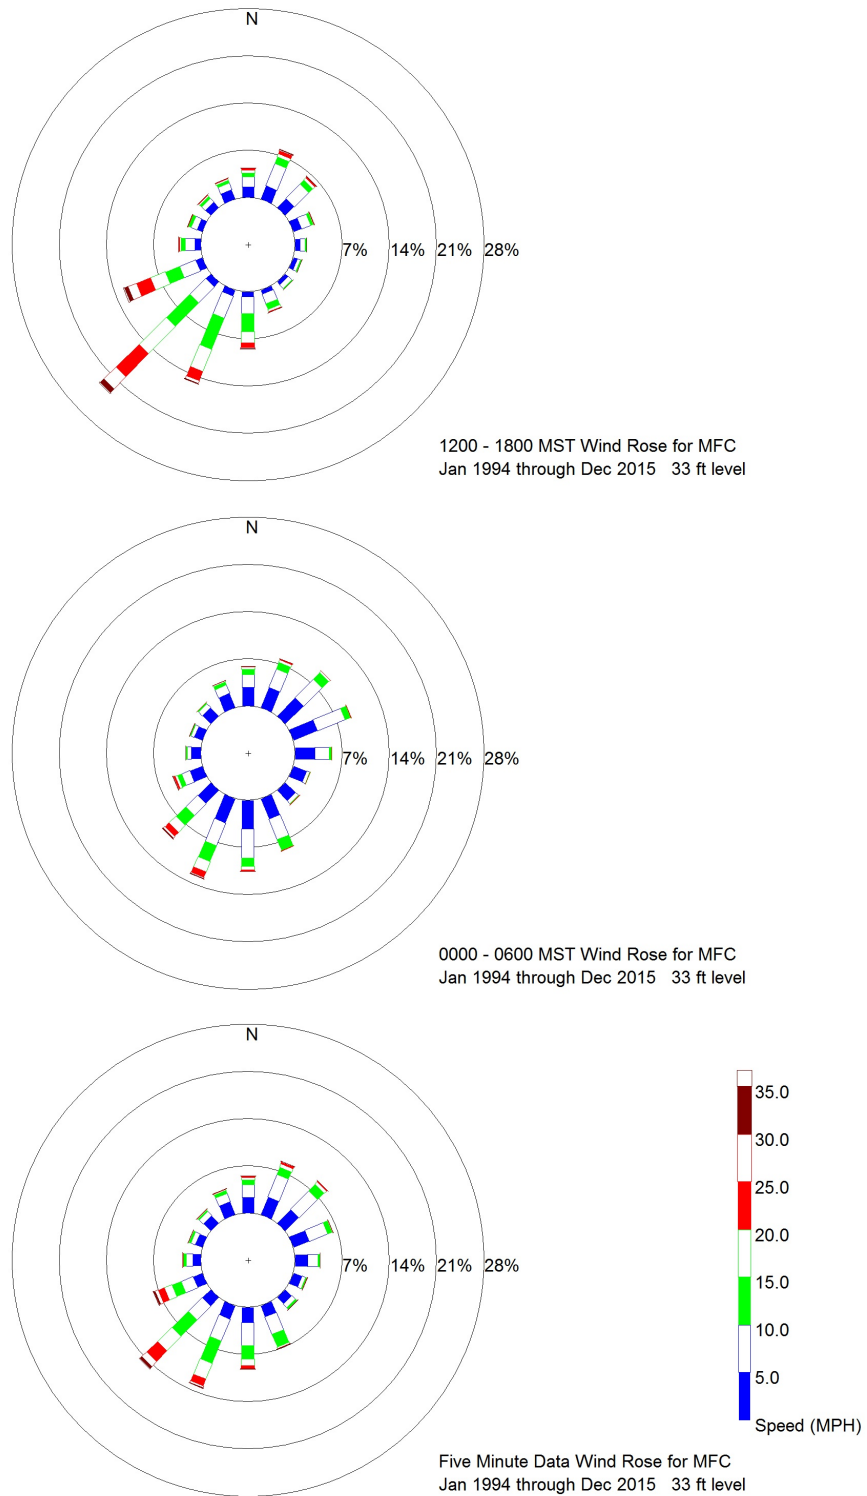 N
7% 14% 21% 28%
1200 - 1800 MST Wind Rose for MFC
Jan 1994 through Dec 2015 33 ft level
N
7% 14% 21% 28%
0000 - 0600 MST Wind Rose for MFC
Jan 1994 through Dec 2015 33 ft level
N
7% 14% 21% 28%
35.0
30.0
25.0
20.0
15.0
10.0
5.0
Speed (MPH)
Five Minute Data Wind Rose for MFC
Jan 1994 through Dec 2015 33 ft level